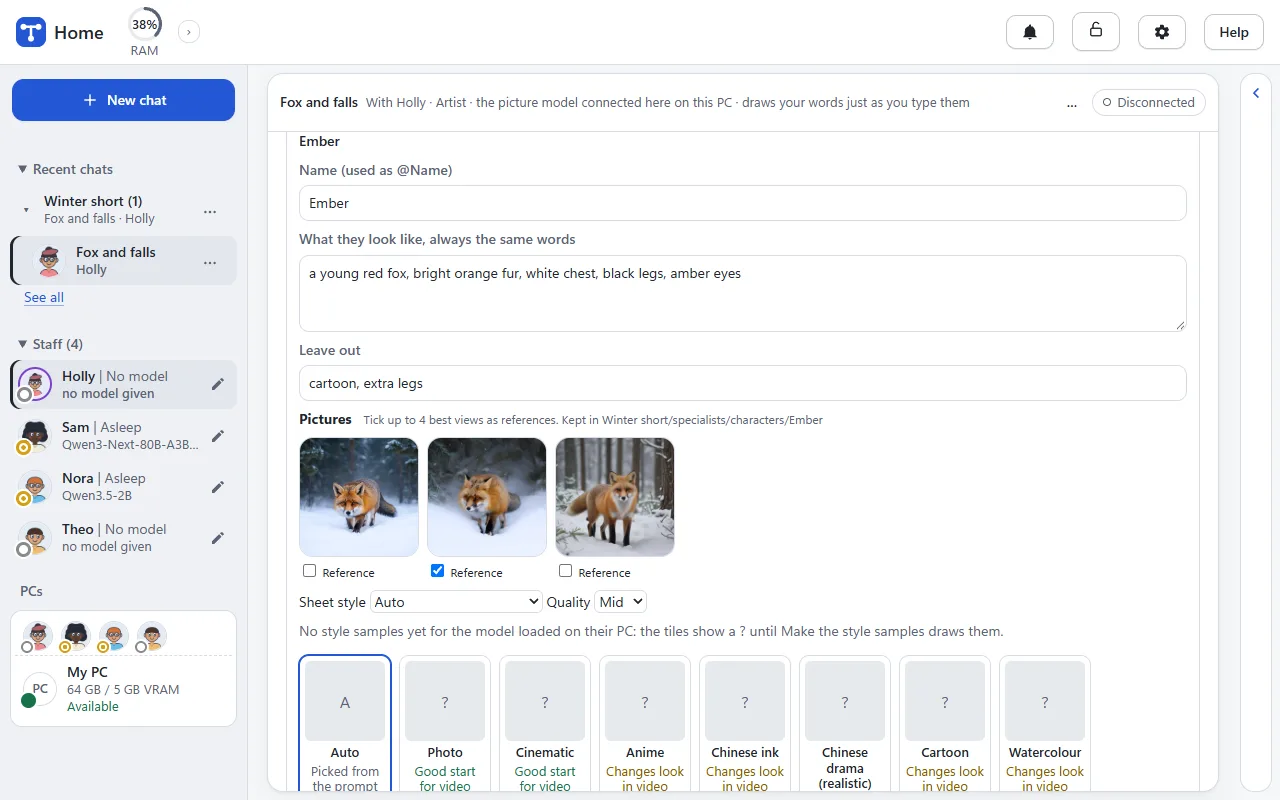 Home
38%
RAM
Help
New chat
Recent chats
Winter short (1)
Fox and falls · Holly
Fox and falls
Holly
See all
Staff (4)
Holly | No model
no model given
Sam | Asleep
Qwen3-Next-80B-A3B...
Nora | Asleep
Qwen3.5-2B
Theo | No model
no model given
PCs
PC
My PC
64 GB / 5 GB VRAM
Available
Fox and falls With Holly · Artist · the picture model connected here on this PC · draws your words just as you type them
...
Disconnected
Ember
Name (used as @Name)
Ember
What they look like, always the same words
a young red fox, bright orange fur, white chest, black legs, amber eyes
Leave out
cartoon, extra legs
Pictures Tick up to 4 best views as references. Kept in Winter short/specialists/characters/Ember
Reference Reference Reference
Sheet style Auto Quality Mid
No style samples yet for the model loaded on their PC: the tiles show a ? until Make the style samples draws them.
A ? ? ? ? ? ? ?
Auto
Picked from
the prompt
Photo
Good start
for video
Cinematic
Good start
for video
Anime
Changes look
in video
Chinese ink
Changes look
in video
Chinese
drama
(realistic)
Cartoon
Changes look
in video
Watercolour
Changes look
in video